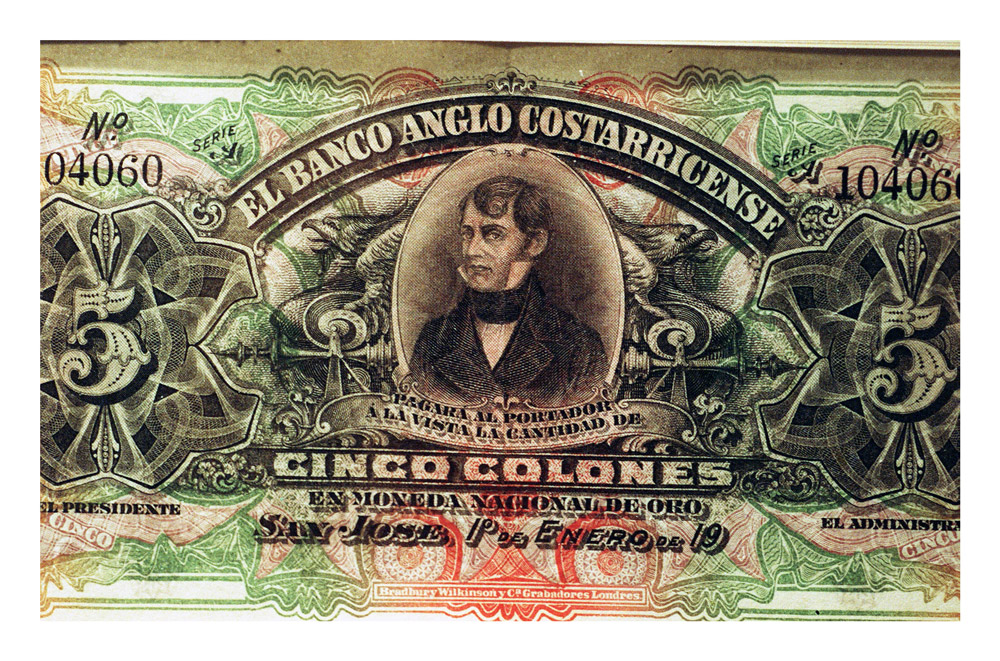 EL BANCO ANGLO COSTARRICENSE
Nº SERIE A
04060
SERIE A Nº
104060
5
5
PAGARÁ AL PORTADOR
Á LA VISTA LA CANTIDAD DE
CINCO COLONES
EN MONEDA NACIONAL DE ORO
EL PRESIDENTE
EL ADMINISTRA
SAN JOSE, 1º DE ENERO DE 19
CINCO
CINCO
Bradbury Wilkinson y Cª Grabadores Londres.